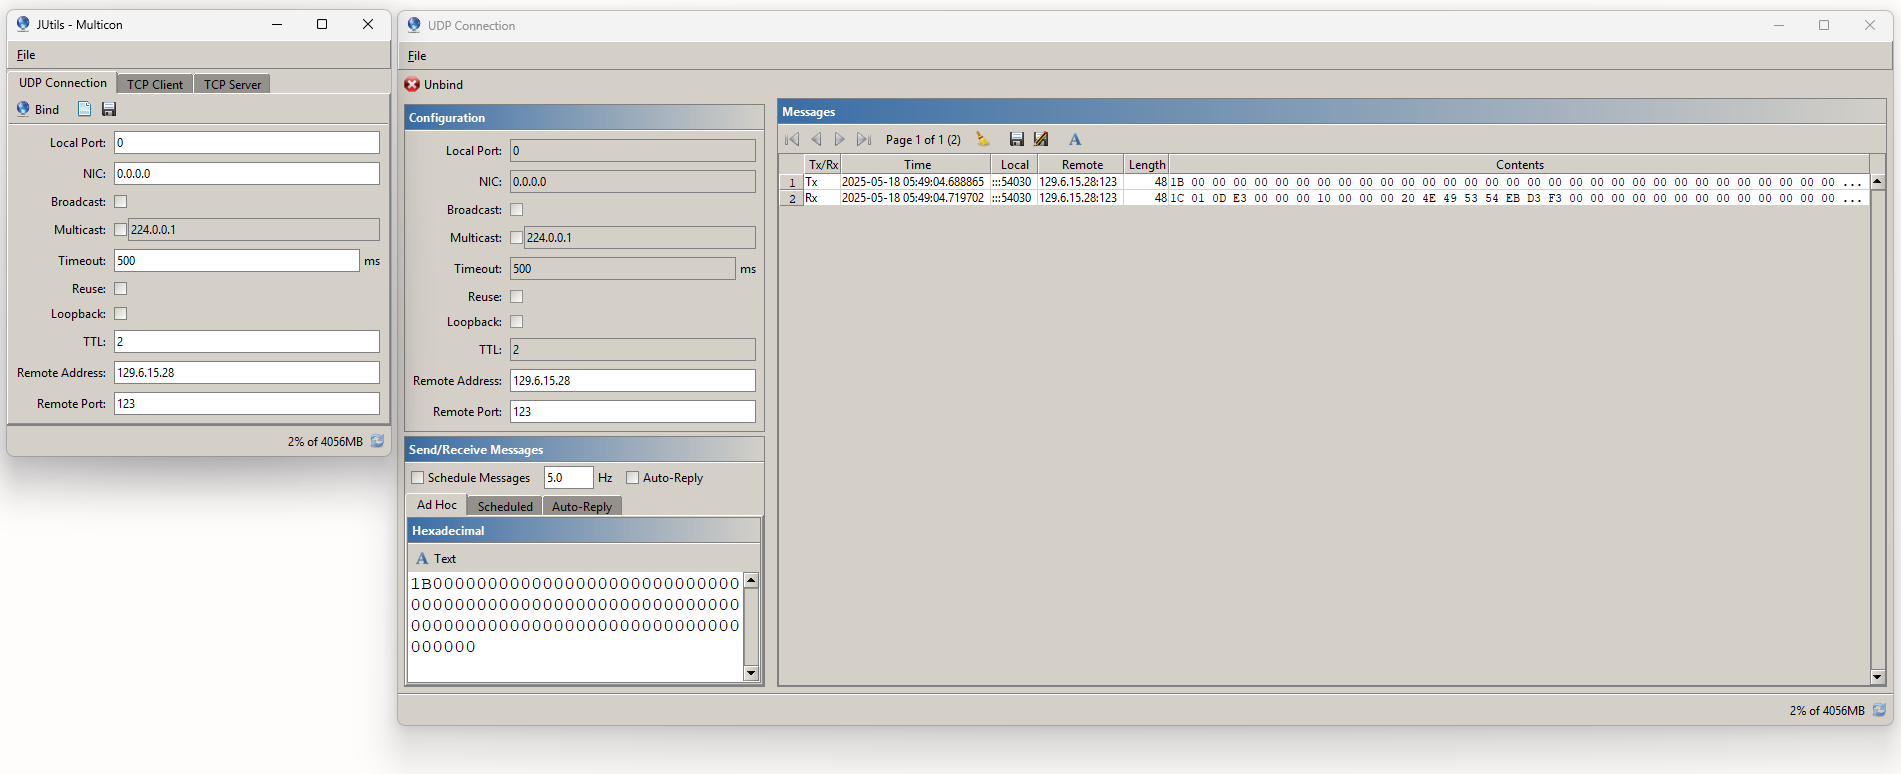 JUtils - Multicon
File
UDP Connection TCP Client TCP Server
Bind
Local Port: 0
NIC: 0.0.0.0
Broadcast:
Multicast: 224.0.0.1
Timeout: 500 ms
Reuse:
Loopback:
TTL: 2
Remote Address: 129.6.15.28
Remote Port: 123
2% of 4056MB
UDP Connection
File
Unbind
Configuration
Local Port: 0
NIC: 0.0.0.0
Broadcast:
Multicast: 224.0.0.1
Timeout: 500 ms
Reuse:
Loopback:
TTL: 2
Remote Address: 129.6.15.28
Remote Port: 123
Send/Receive Messages
Schedule Messages 5.0 Hz Auto-Reply
Ad Hoc Scheduled Auto-Reply
Hexadecimal
A Text
1B0000000000000000000000000000
000000000000000000000000000000
000000000000000000000000000000
000000
Messages
Page 1 of 1 (2) A
Tx/Rx Time Local Remote Length Contents
1 Tx 2025-05-18 05:49:04.688865 :::54030 129.6.15.28:123 48 1B 00 00 00 00 00 00 00 00 00 00 00 00 00 00 00 00 00 00 00 00 00 00 00 00 00 00 00 00 00 00 00 ...
2 Rx 2025-05-18 05:49:04.719702 :::54030 129.6.15.28:123 48 1C 01 0D E3 00 00 00 10 00 00 00 20 4E 49 53 54 EB D3 F3 00 00 00 00 00 00 00 00 00 00 00 00 00 ...
2% of 4056MB